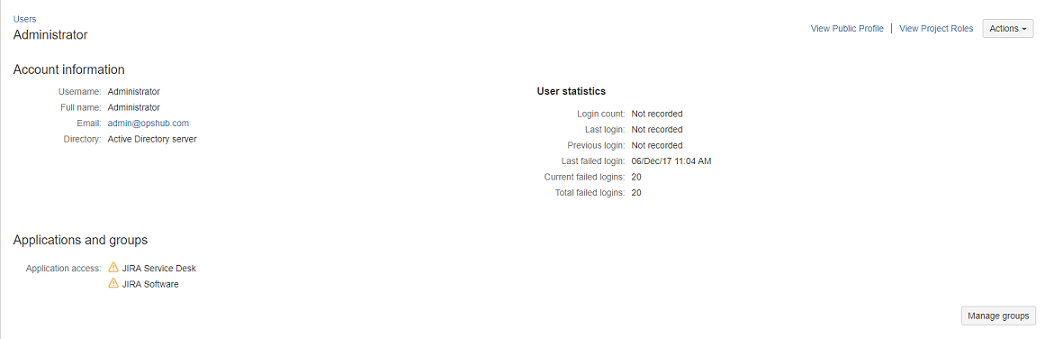 Users
Administrator
View Public Profile | View Project Roles Actions
Account information
Username: Administrator
Full name: Administrator
Email: admin@opshub.com
Directory: Active Directory server
User statistics
Login count: Not recorded
Last login: Not recorded
Previous login: Not recorded
Last failed login: 06/Dec/17 11:04 AM
Current failed logins: 20
Total failed logins: 20
Applications and groups
Application access: JIRA Service Desk
JIRA Software
Manage groups